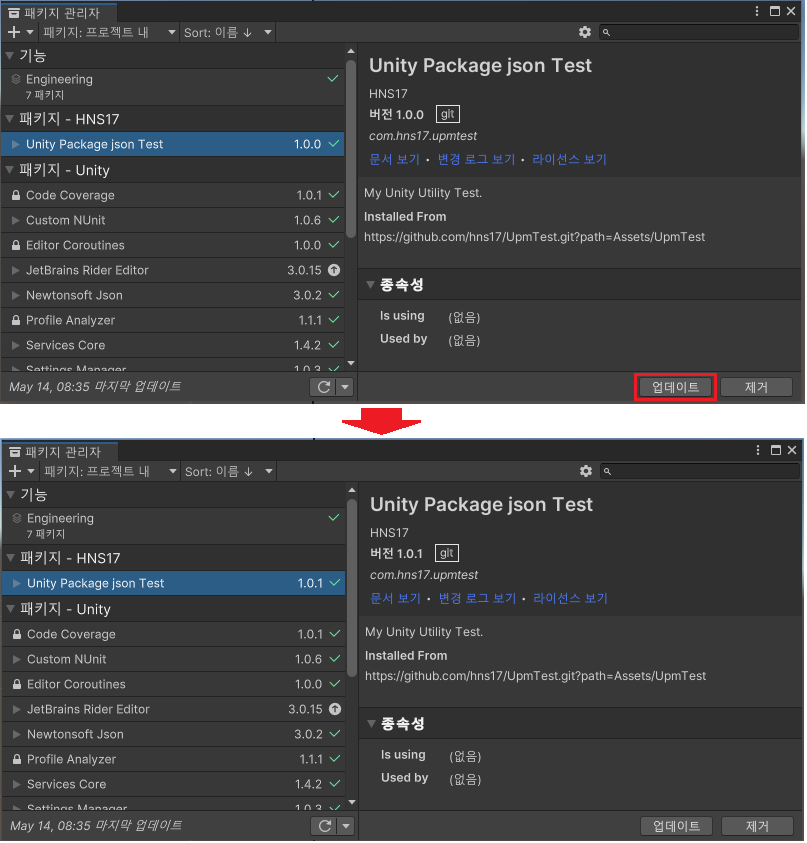 패키지 관리자
패키지: 프로젝트 내 Sort: 이름 ↓
기능
Engineering
7 패키지
패키지 - HNS17
Unity Package json Test 1.0.0
패키지 - Unity
Code Coverage 1.0.1
Custom NUnit 1.0.6
Editor Coroutines 1.0.0
JetBrains Rider Editor 3.0.15
Newtonsoft Json 3.0.2
Profile Analyzer 1.1.1
Services Core 1.4.2
Settings Manager 1.0.3
May 14, 08:35 마지막 업데이트
Unity Package json Test
HNS17
버전 1.0.0 git
com.hns17.upmtest
문서 보기 • 변경 로그 보기 • 라이선스 보기
My Unity Utility Test.
Installed From
https://github.com/hns17/UpmTest.git?path=Assets/UpmTest
종속성
Is using (없음)
Used by (없음)
업데이트 제거
패키지 관리자
패키지: 프로젝트 내 Sort: 이름 ↓
기능
Engineering
7 패키지
패키지 - HNS17
Unity Package json Test 1.0.1
패키지 - Unity
Code Coverage 1.0.1
Custom NUnit 1.0.6
Editor Coroutines 1.0.0
JetBrains Rider Editor 3.0.15
Newtonsoft Json 3.0.2
Profile Analyzer 1.1.1
Services Core 1.4.2
Settings Manager 1.0.3
May 14, 08:35 마지막 업데이트
Unity Package json Test
HNS17
버전 1.0.1 git
com.hns17.upmtest
문서 보기 • 변경 로그 보기 • 라이선스 보기
My Unity Utility Test.
Installed From
https://github.com/hns17/UpmTest.git?path=Assets/UpmTest
종속성
Is using (없음)
Used by (없음)
업데이트 제거